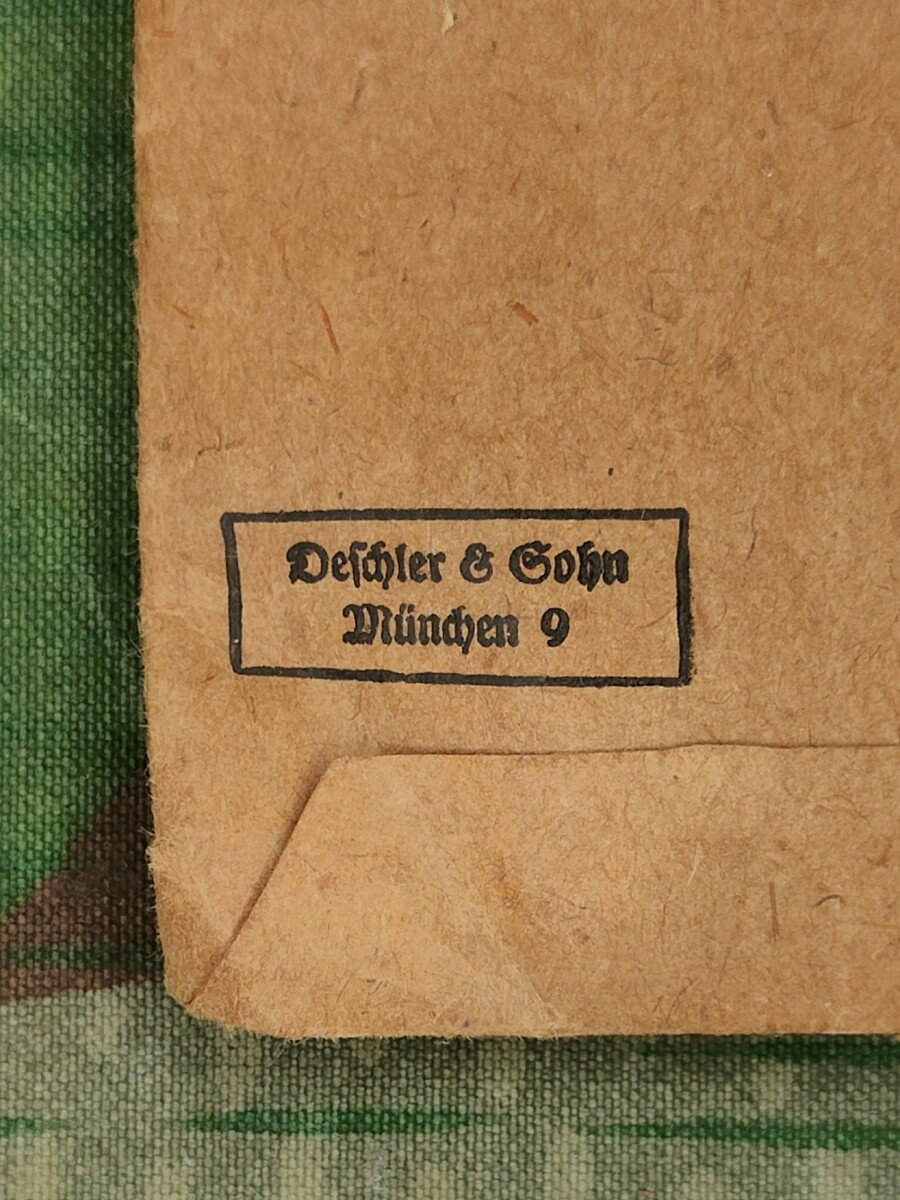 Deſchler & Sohn
München 9